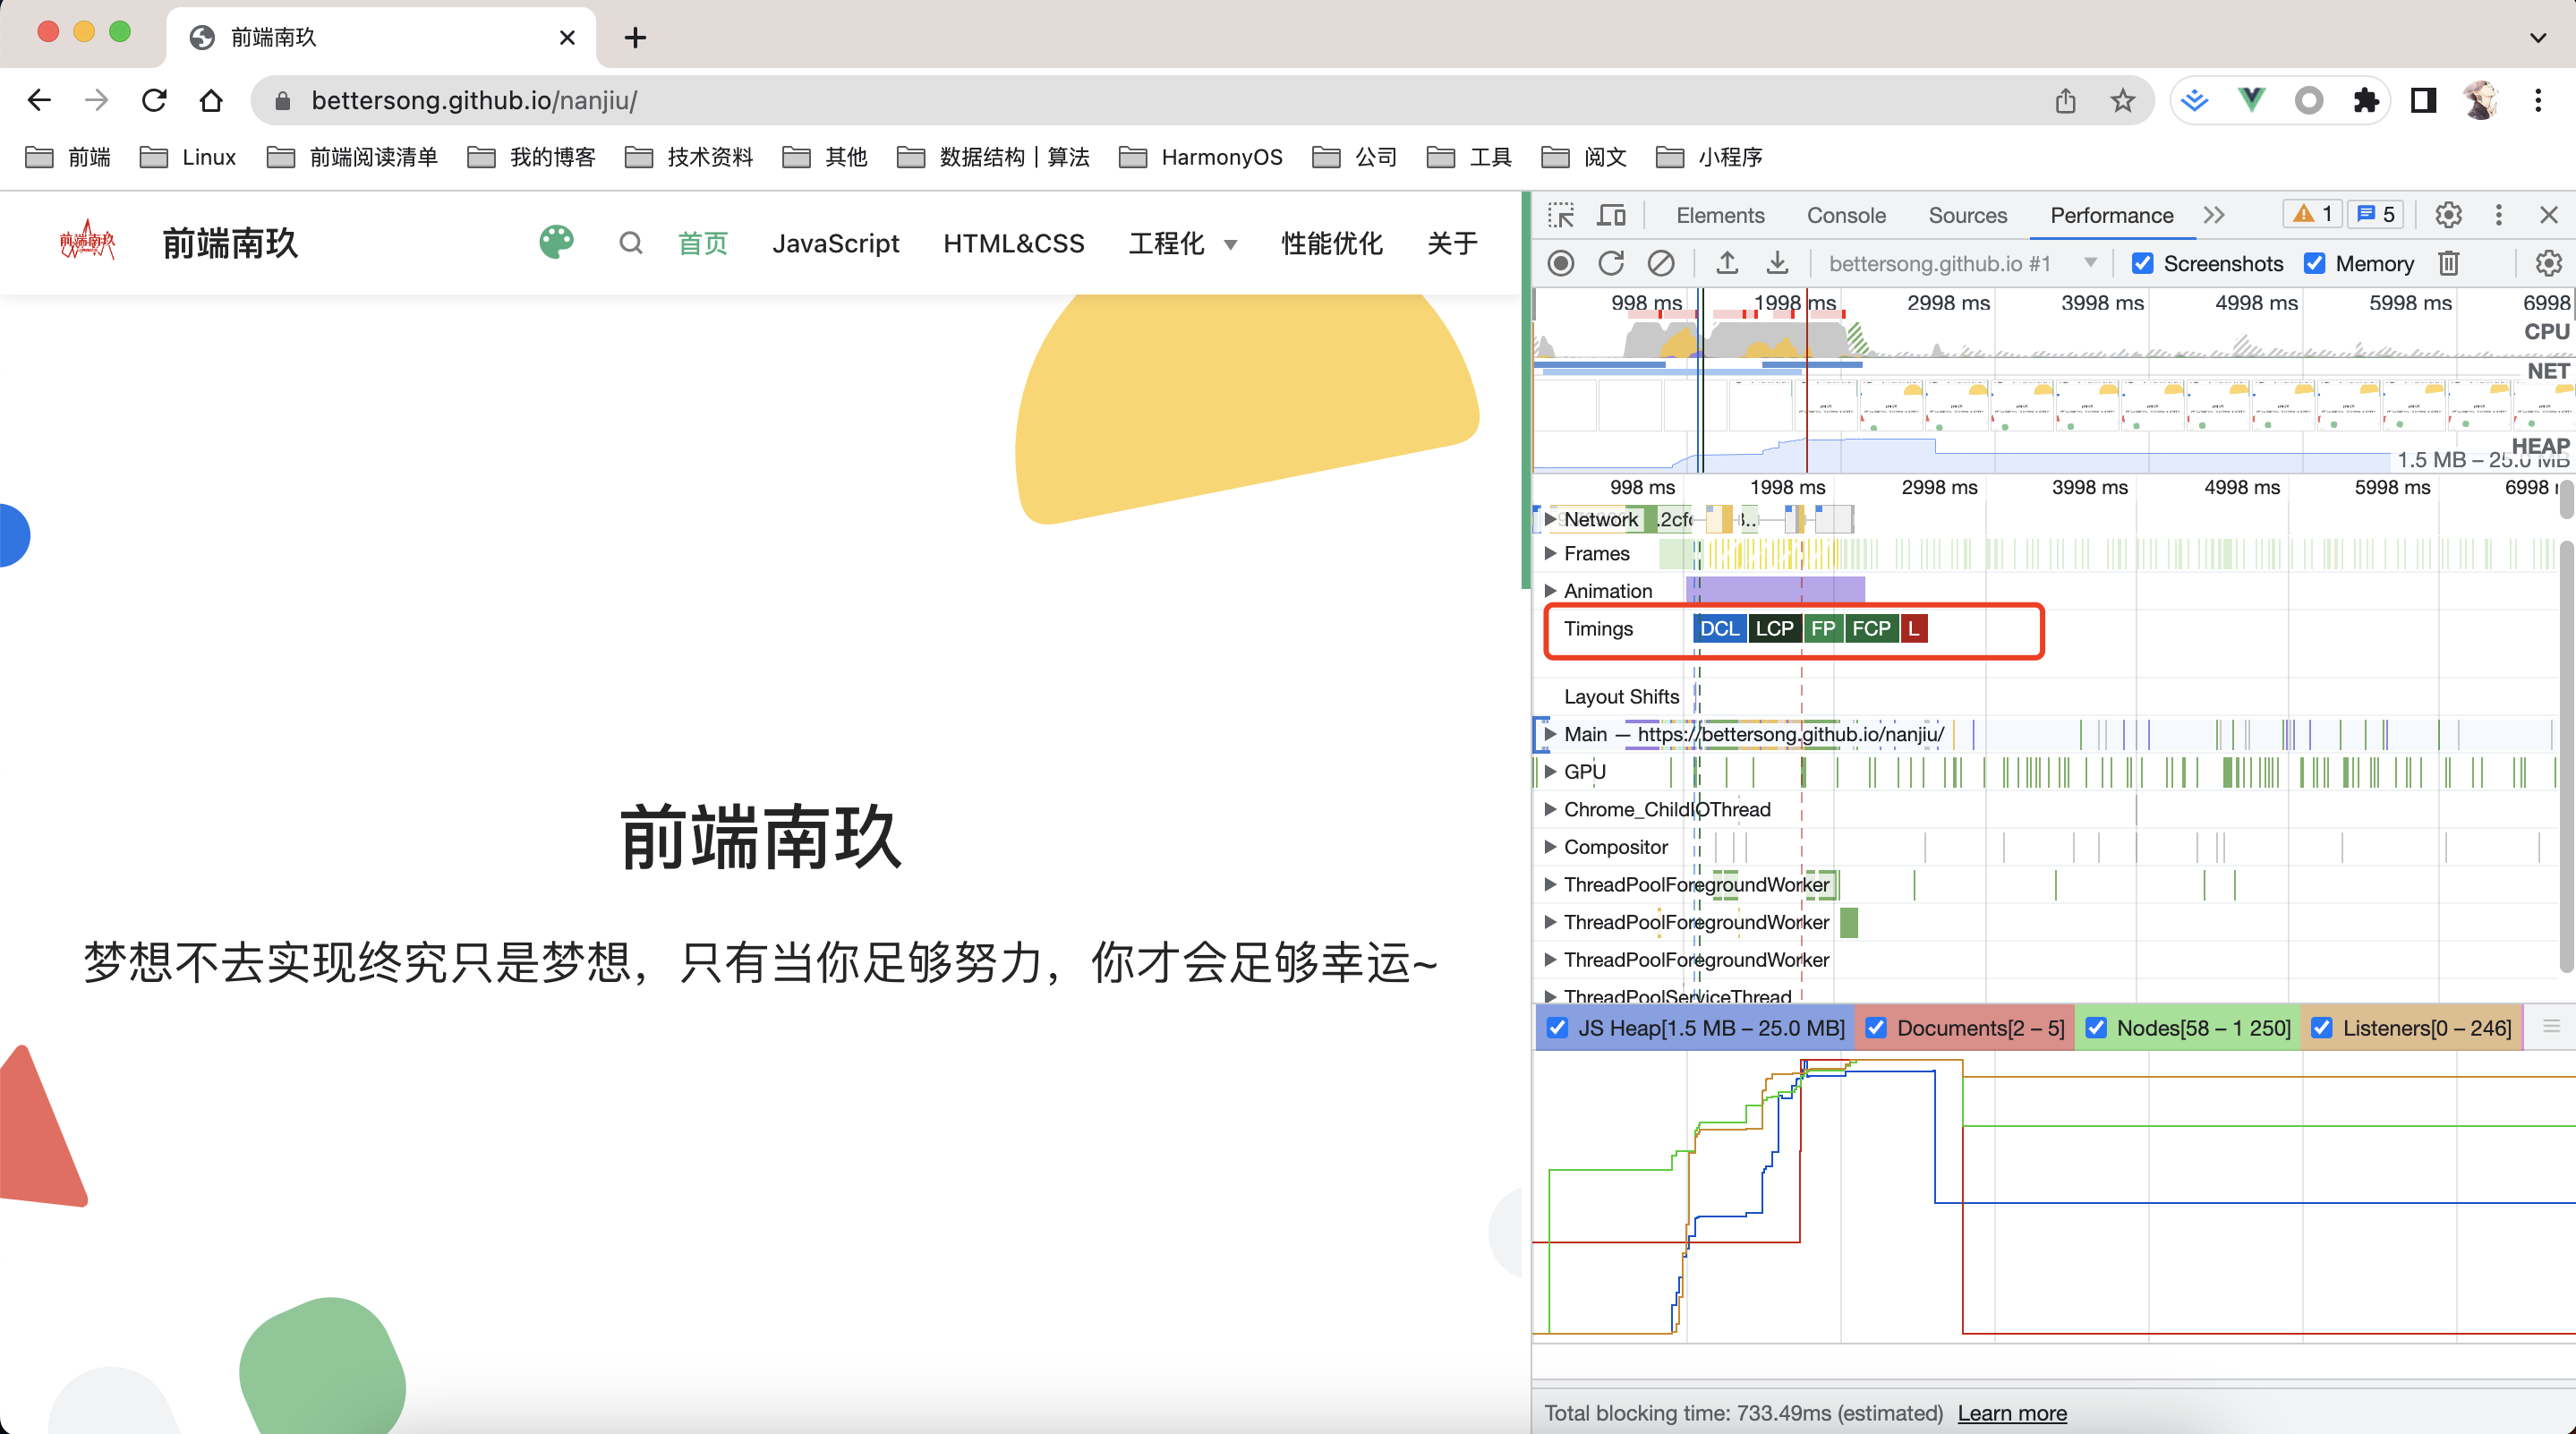 前端南玖
bettersong.github.io/nanjiu/
前端 Linux 前端阅读清单 我的博客 技术资料 其他 数据结构｜算法 HarmonyOS 公司 工具 阅文 小程序
前端南玖 前端南玖 首页 JavaScript HTML&CSS 工程化 性能优化 关于
前端南玖
梦想不去实现终究只是梦想，只有当你足够努力，你才会足够幸运~
Elements Console Sources Performance 1 5
bettersong.github.io #1 Screenshots Memory
998 ms 1998 ms 2998 ms 3998 ms 4998 ms 5998 ms 6998
CPU
NET
HEAP
1.5 MB – 25.0 MB
998 ms 1998 ms 2998 ms 3998 ms 4998 ms 5998 ms 6998
Network .2cf 3...
Frames
Animation
Timings DCL LCP FP FCP L
Layout Shifts
Main — https://bettersong.github.io/nanjiu/
GPU
Chrome_ChildIOThread
Compositor
ThreadPoolForegroundWorker
ThreadPoolForegroundWorker
ThreadPoolForegroundWorker
ThreadPoolServiceThread
JS Heap[1.5 MB – 25.0 MB] Documents[2 – 5] Nodes[58 – 1 250] Listeners[0 – 246]
Total blocking time: 733.49ms (estimated) Learn more